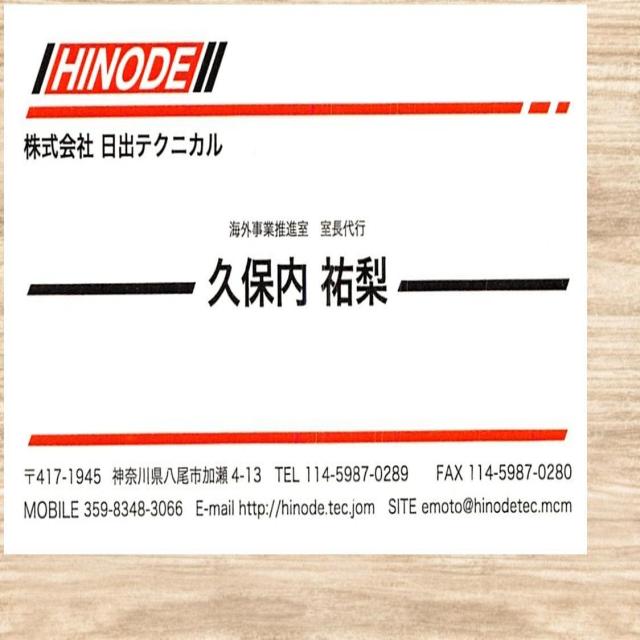 HINODE
株式会社 日出テクニカル
海外事業推進室 室長代行
久保内 祐梨
〒417-1945 神奈川県八尾市加瀬 4-13 TEL 114-5987-0289 FAX 114-5987-0280
MOBILE 359-8348-3066 E-mail http://hinode.tec.jom SITE emoto@hinodetec.mcm